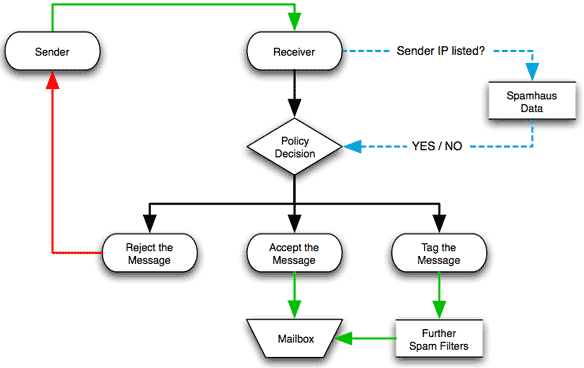 Sender
Receiver
Sender IP listed?
Spamhaus
Data
Policy
Decision
YES / NO
Reject the
Message
Accept the
Message
Tag the
Message
Mailbox
Further
Spam Filters